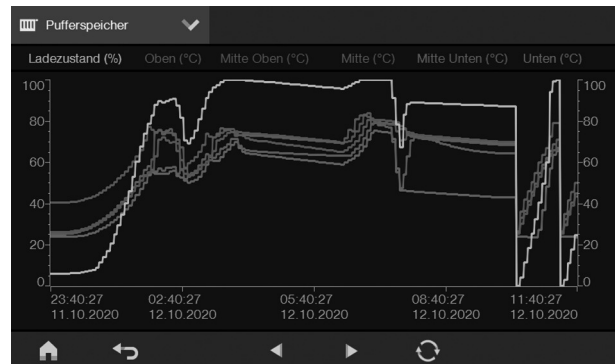 Pufferspeicher
Ladezustand (%) Oben (°C) Mitte Oben (°C) Mitte (°C) Mitte Unten (°C) Unten (°C)
100 100
80 80
60 60
40 40
20 20
0 0
23:40:27 02:40:27 05:40:27 08:40:27 11:40:27
11.10.2020 12.10.2020 12.10.2020 12.10.2020 12.10.2020